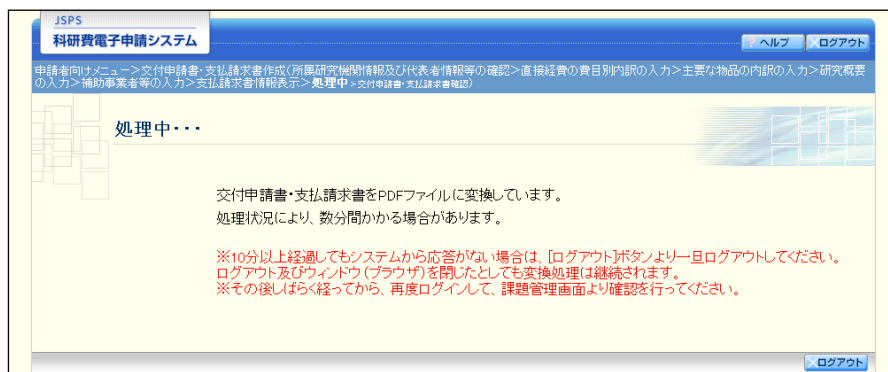 JSPS
科研費電子申請システム
? ヘルプ ×ログアウト
申請者向けメニュー＞交付申請書・支払請求書作成(所属研究機関情報及び代表者情報等の確認＞直接経費の費目別内訳の入力＞主要な物品の内訳の入力＞研究概要
の入力＞補助事業者等の入力＞支払請求書情報表示＞処理中＞交付申請書・支払請求書確認)
処理中・・・
交付申請書・支払請求書をPDFファイルに変換しています。
処理状況により、数分間かかる場合があります。
※10分以上経過してもシステムから応答がない場合は、[ログアウト]ボタンより一旦ログアウトしてください。
ログアウト及びウィンドウ(ブラウザ)を閉じたとしても変換処理は継続されます。
※その後しばらく経ってから、再度ログインして、課題管理画面より確認を行ってください。
×ログアウト